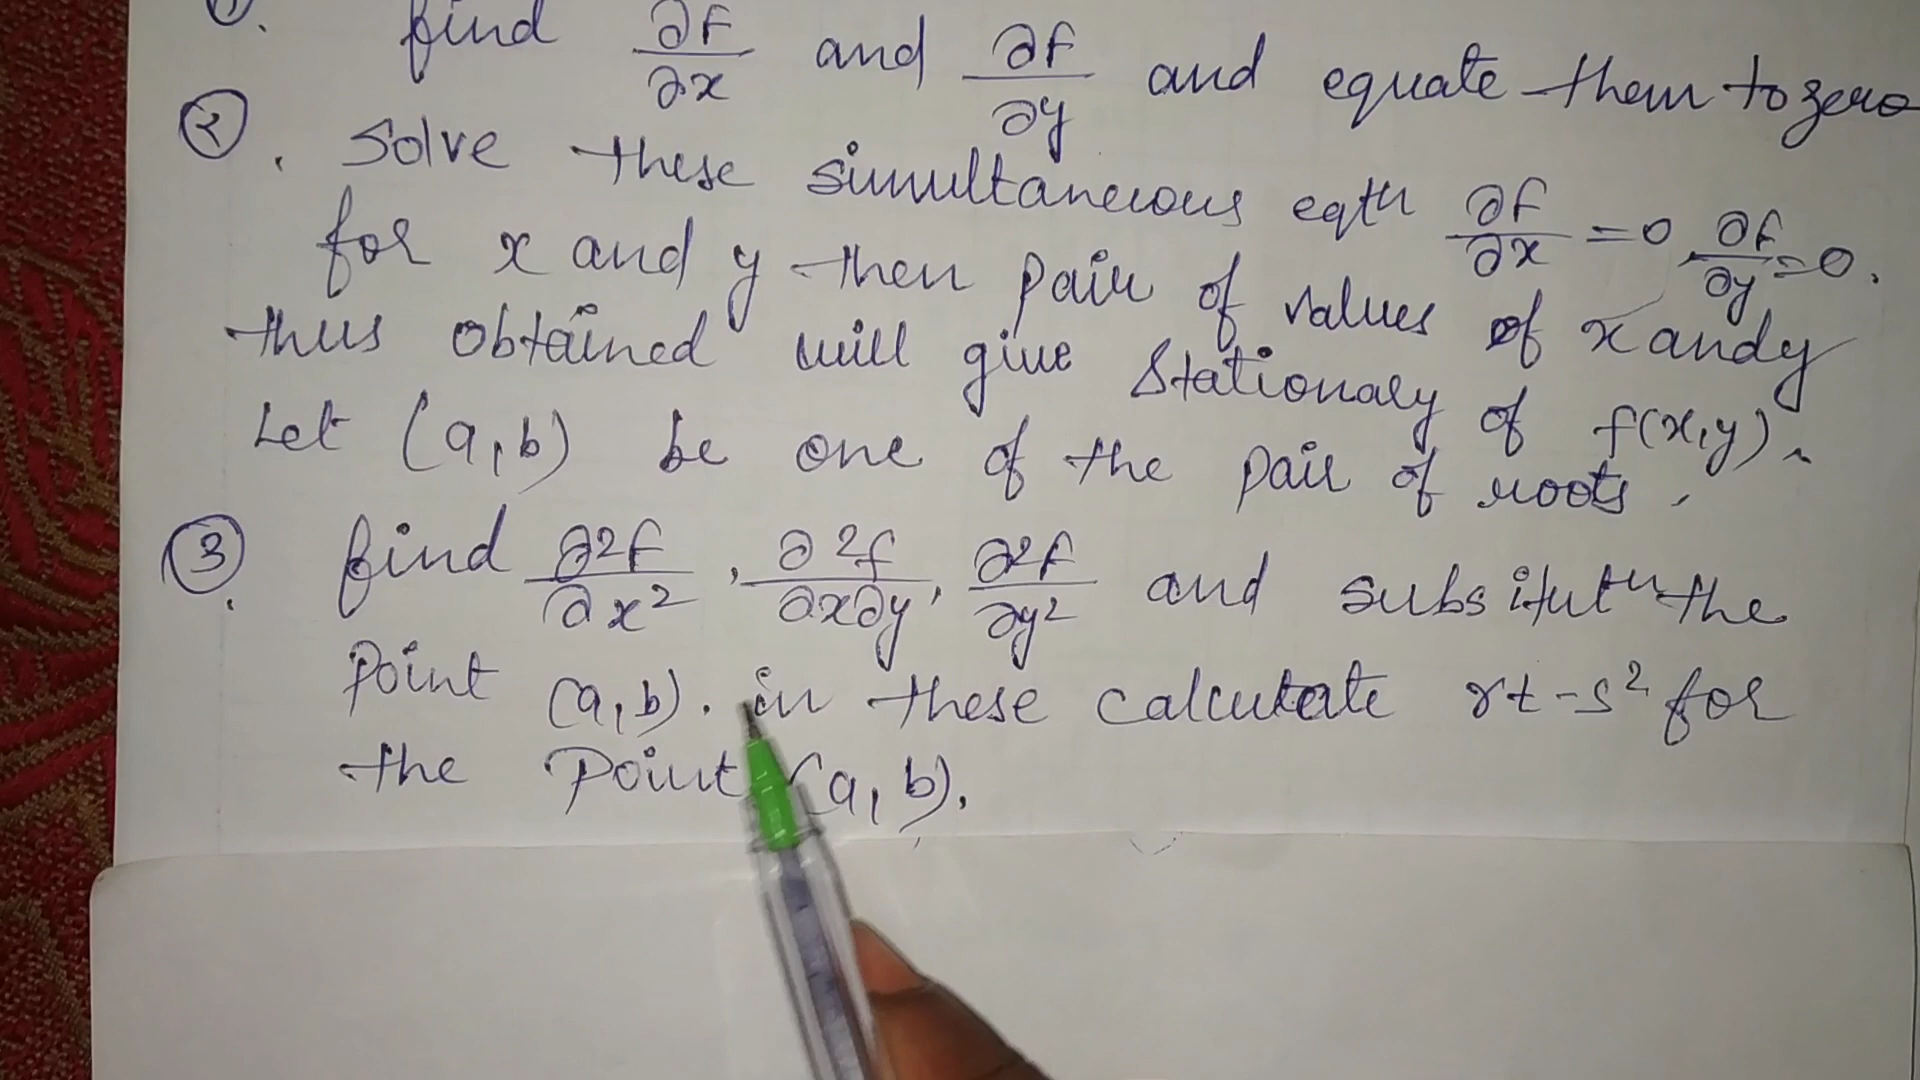 1. find ∂f/∂x and ∂f/∂y and equate them to zero
2. Solve these simultaneous eqtn ∂f/∂x =0, ∂f/∂y =0.
for x and y then pair of values of x and y
thus obtained will give Stationary of f(x,y).
Let (a,b) be one of the pair of roots.
3. find ∂²f/∂x², ∂²f/∂x∂y, ∂²f/∂y² and the
Point (a,b). in these calculate rt-s² for
the Point (a,b).